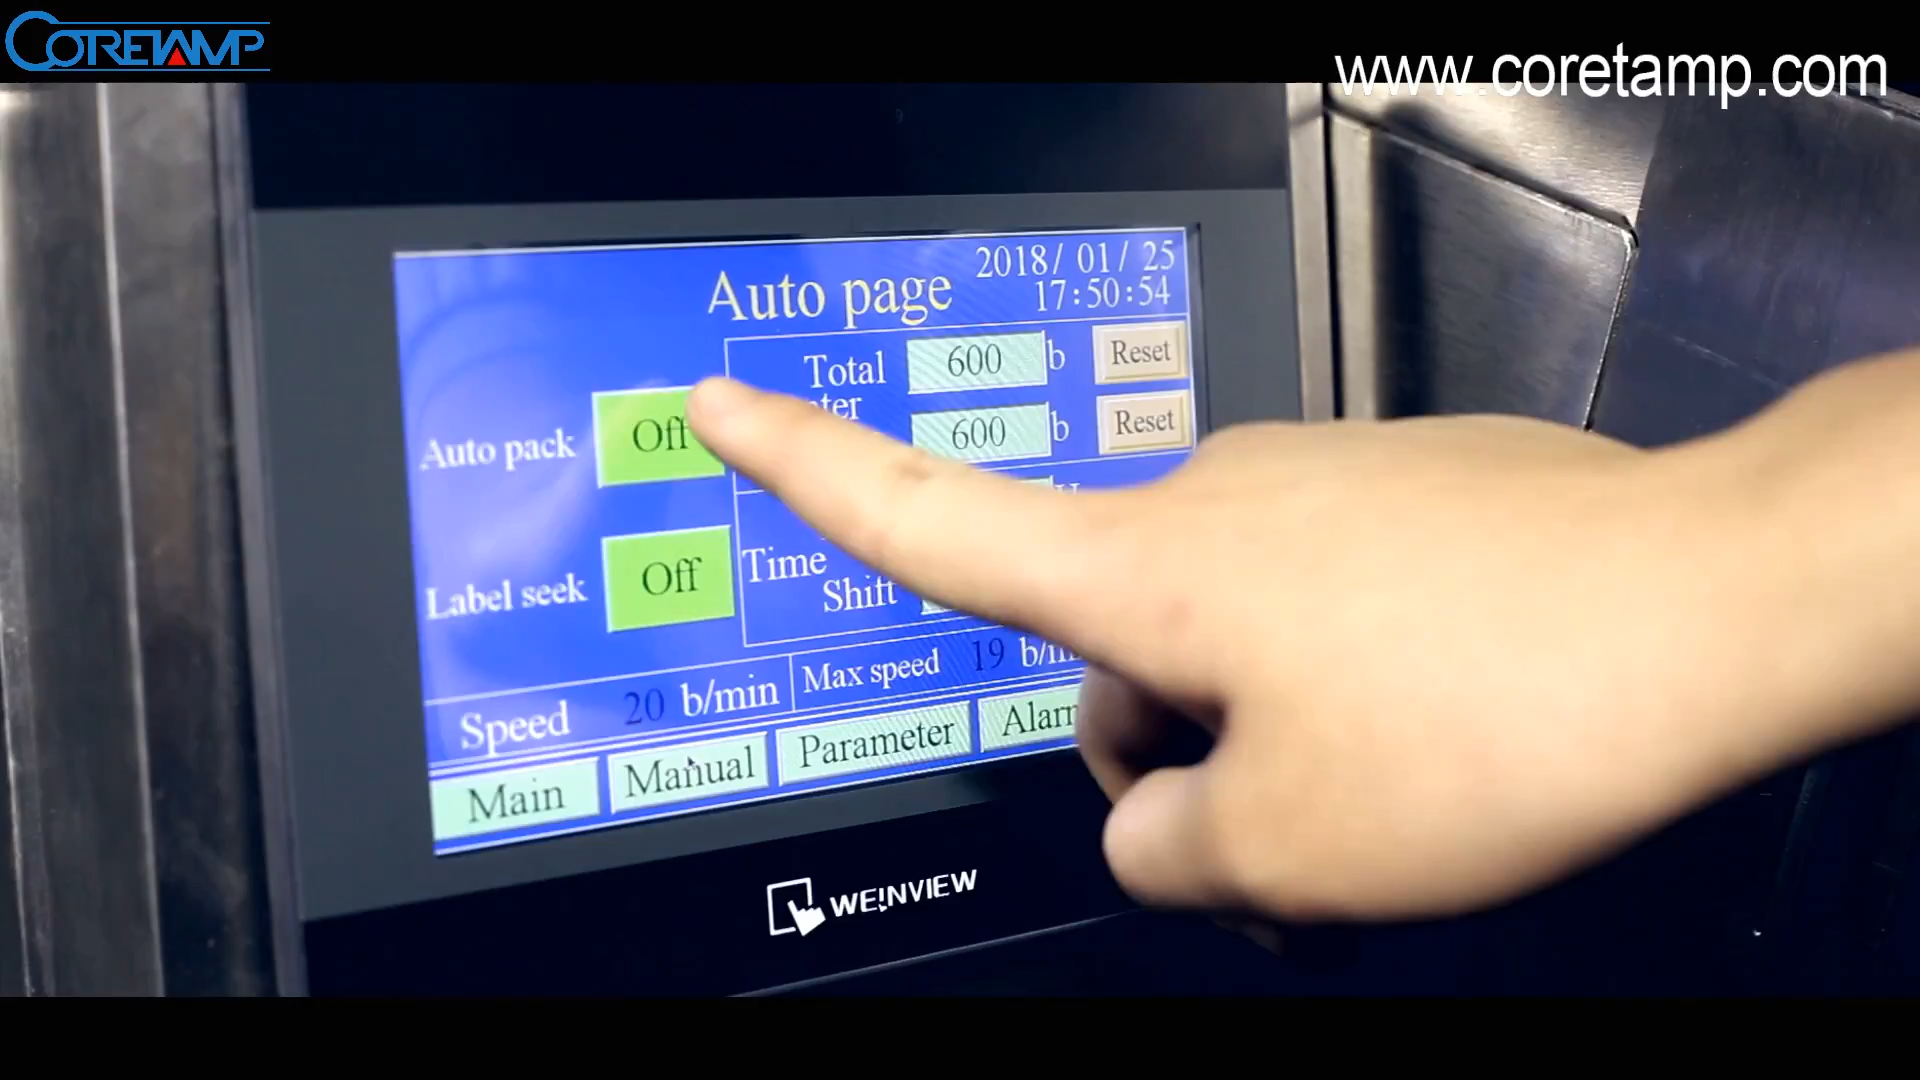 CORETAMP
www.coretamp.com
2018/ 01/ 25
Auto page
17:50:54
Total 600 b Reset
600 b Reset
Auto pack Off
Label seek Off
Time
Shift
Speed 20 b/min Max speed 19
Main Manual Parameter
WEINVIEW